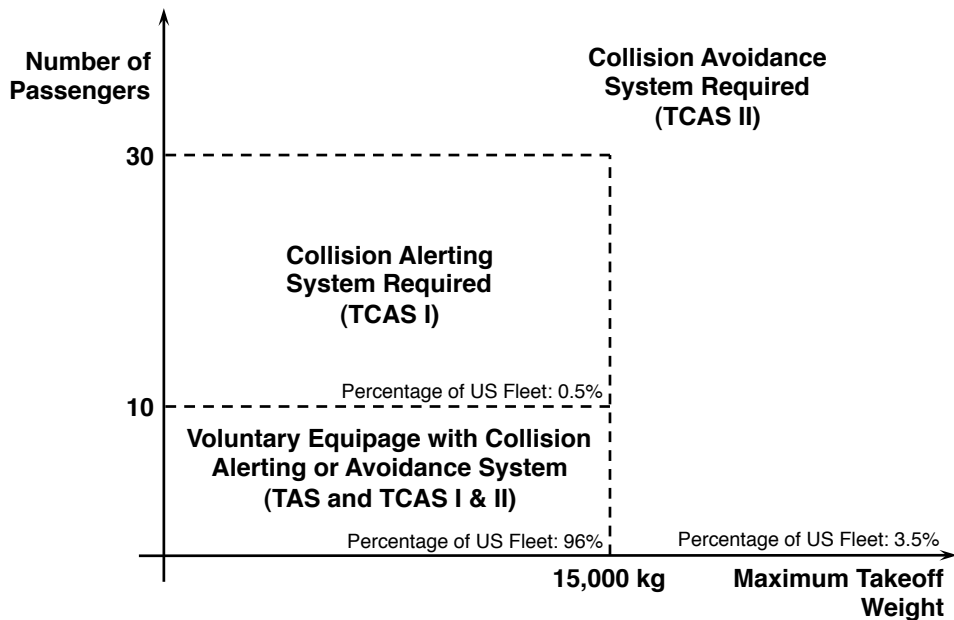 Number of
Passengers
Collision Avoidance
System Required
(TCAS II)
30
Collision Alerting
System Required
(TCAS I)
Percentage of US Fleet: 0.5%
10
Voluntary Equipage with Collision
Alerting or Avoidance System
(TAS and TCAS I & II)
Percentage of US Fleet: 96%
Percentage of US Fleet: 3.5%
15,000 kg
Maximum Takeoff
Weight